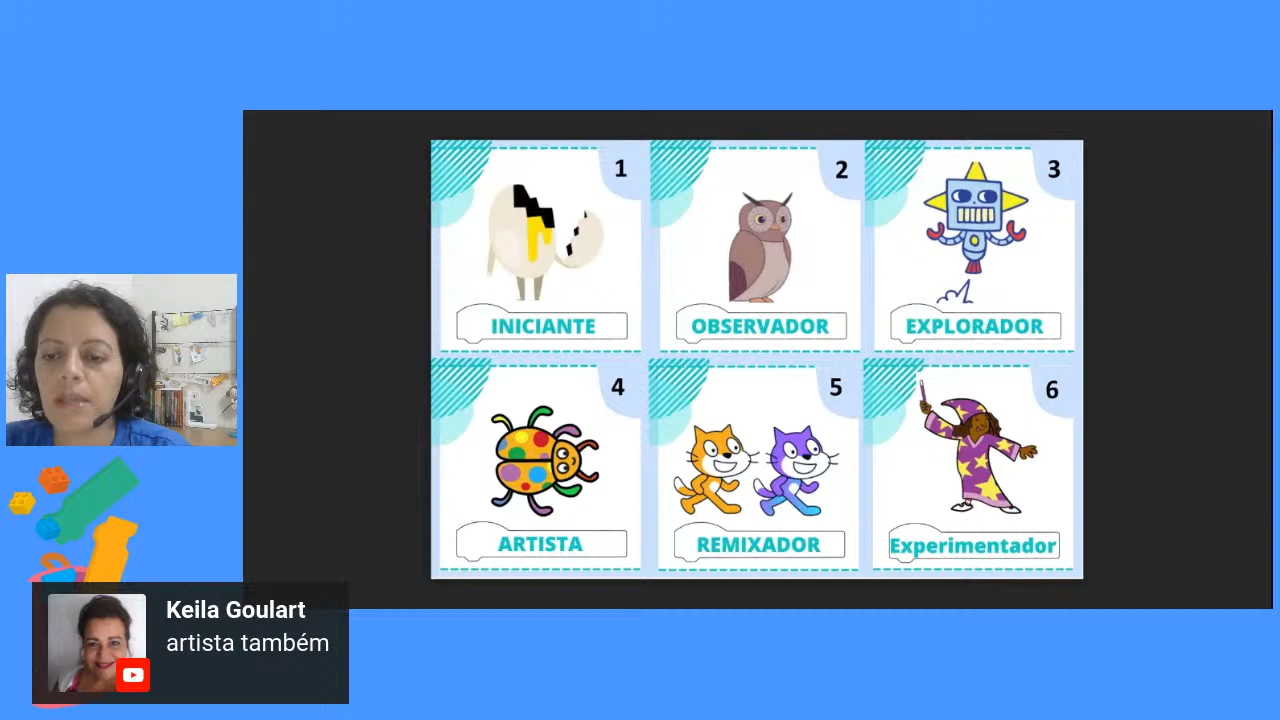 1
2
3
INICIANTE
OBSERVADOR
EXPLORADOR
4
5
6
ARTISTA
REMIXADOR
Experimentador
Keila Goulart
artista também